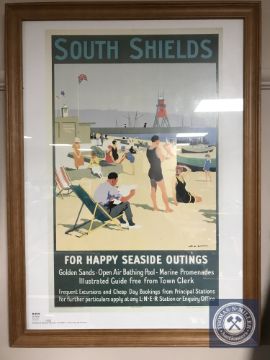 SOUTH SHIELDS
FOR HAPPY SEASIDE OUTINGS
Golden Sands · Open Air Bathing Pool · Marine Promenades
Illustrated Guide free from Town Clerk
Frequent Excursions and Cheap Day Bookings from Principal Stations
For further particulars apply at any L·N·E·R Station or Enquiry Office